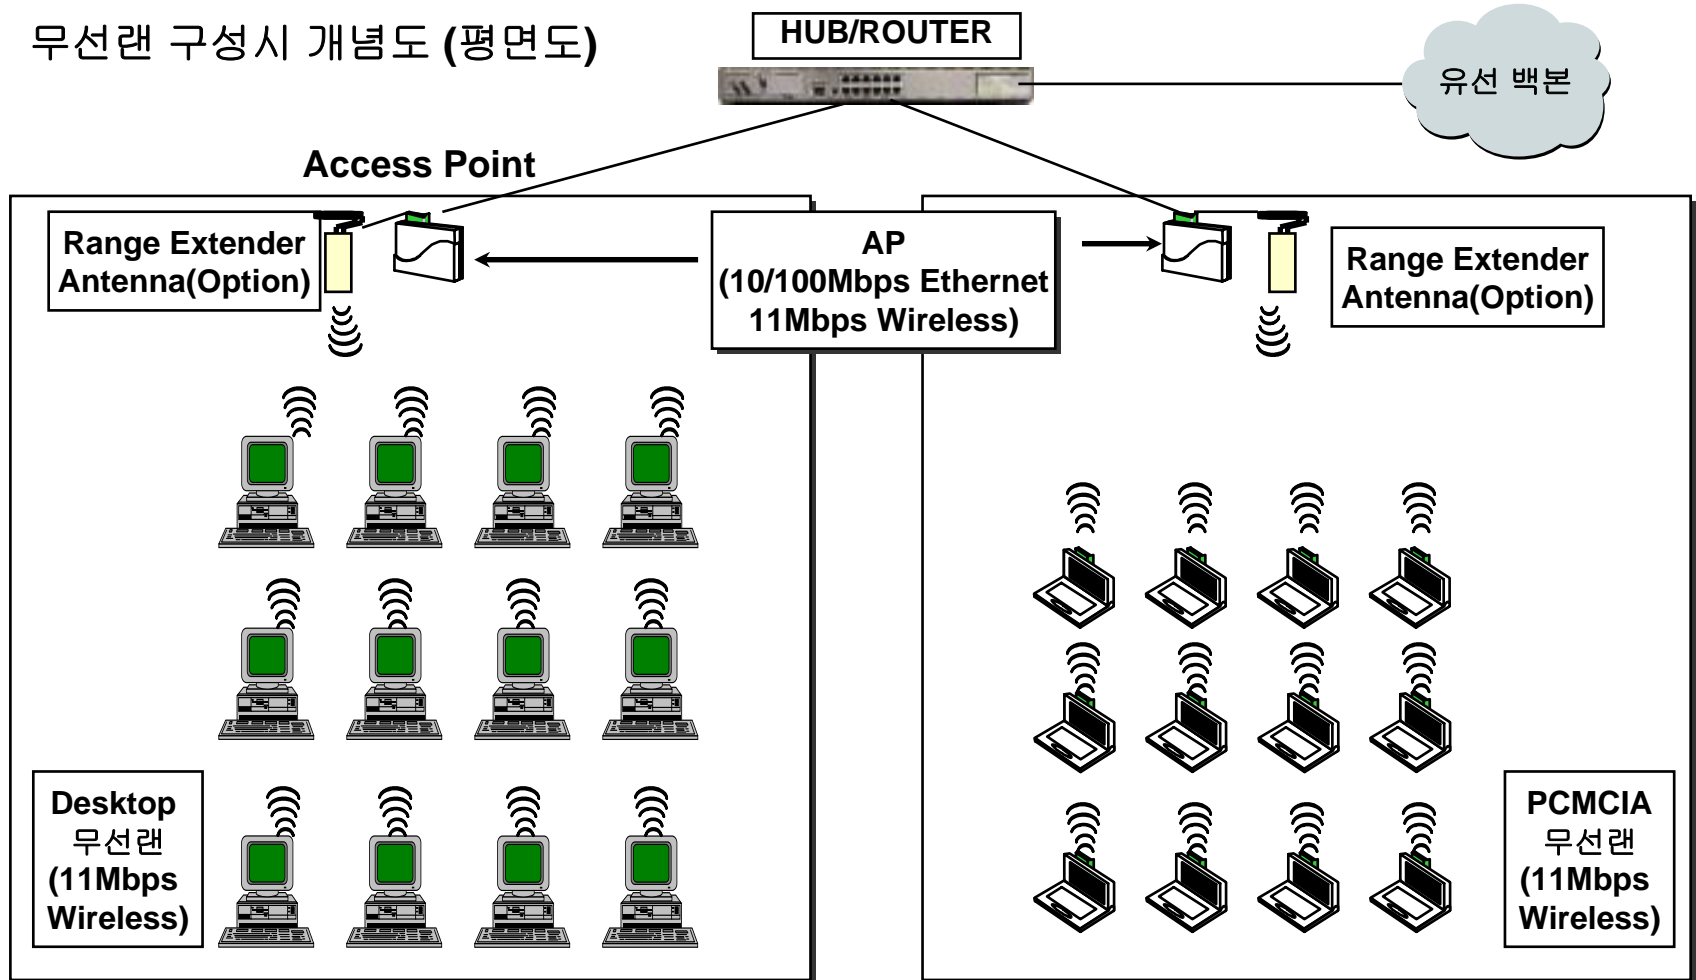 무선랜 구성시 개념도 (평면도)
HUB/ROUTER
유선 백본
Access Point
Range Extender
Antenna(Option)
AP
(10/100Mbps Ethernet
11Mbps Wireless)
Range Extender
Antenna(Option)
Desktop
무선랜
(11Mbps
Wireless)
PCMCIA
무선랜
(11Mbps
Wireless)